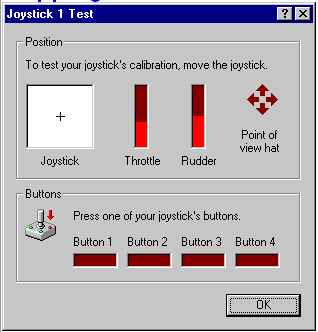 Joystick 1 Test
Position
To test your joystick's calibration, move the joystick.
Joystick
Throttle
Rudder
Point of
view hat
Buttons
Press one of your joystick's buttons.
Button 1 Button 2 Button 3 Button 4
OK